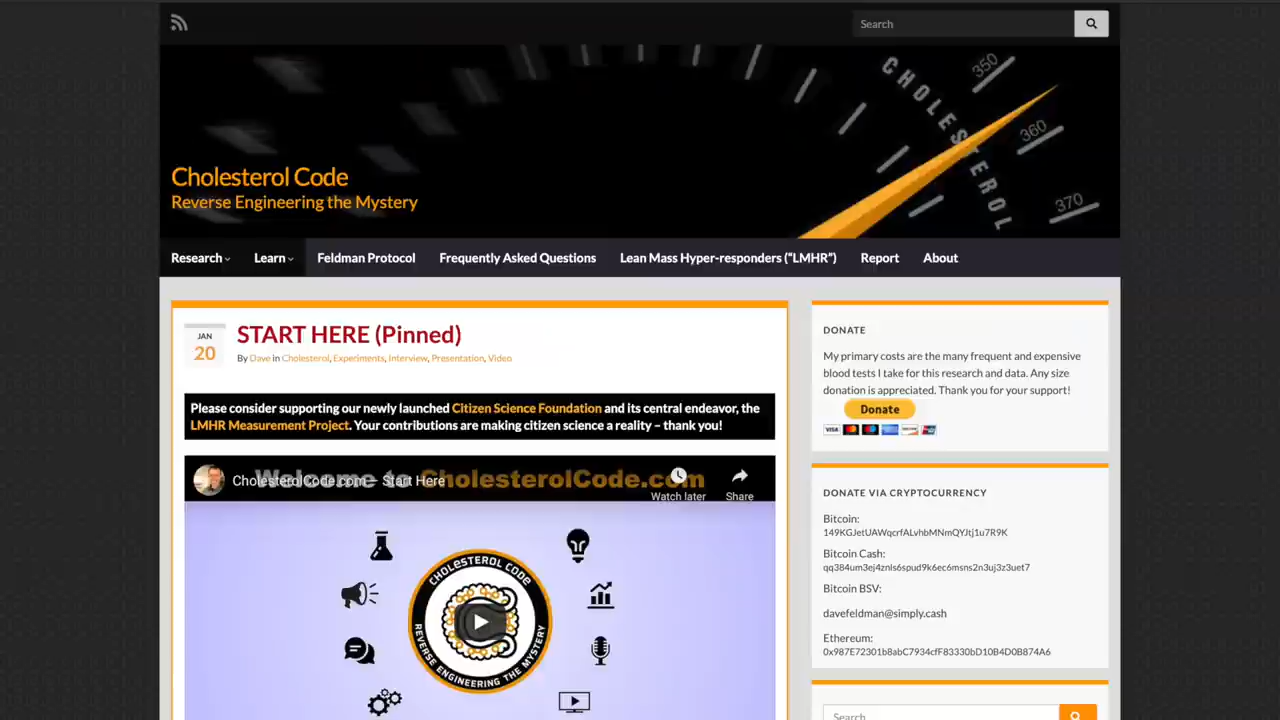 Search
CHOLESTEROL
350
360
370
Cholesterol Code
Reverse Engineering the Mystery
Research
Learn
Feldman Protocol
Frequently Asked Questions
Lean Mass Hyper-responders (“LMHR”)
Report
About
JAN
20
START HERE (Pinned)
By Dave in Cholesterol, Experiments, Interview, Presentation, Video
Please consider supporting our newly launched Citizen Science Foundation and its central endeavor, the
LMHR Measurement Project. Your contributions are making citizen science a reality – thank you!
Welcome to CholesterolCode.com
CholesterolCode.com – Start Here
Watch later
Share
CHOLESTEROL CODE
REVERSE ENGINEERING THE MYSTERY
DONATE
My primary costs are the many frequent and expensive
blood tests I take for this research and data. Any size
donation is appreciated. Thank you for your support!
Donate
VISA
DONATE VIA CRYPTOCURRENCY
Bitcoin:
149KGJetUAWqcrfALvhbMNmQYJtj1u7R9K
Bitcoin Cash:
qq384um3ej4znls6spud9k6ec6msns2n3uj3z3uet7
Bitcoin BSV:
davefeldman@simply.cash
Ethereum:
0x987E72301b8abC7934cfF83330bD10B4D0B874A6
Search